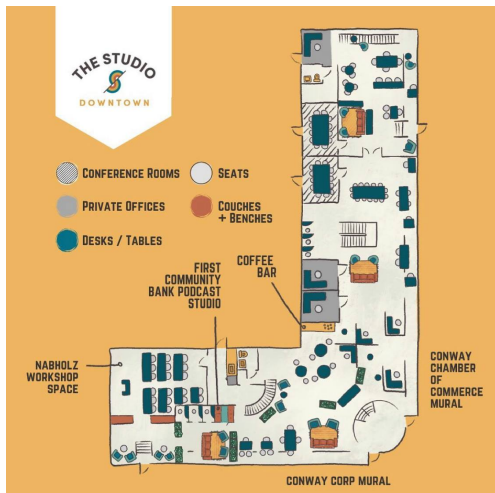 THE STUDIO
DOWNTOWN
CONFERENCE ROOMS
SEATS
PRIVATE OFFICES
COUCHES
+ BENCHES
DESKS / TABLES
FIRST
COMMUNITY
BANK PODCAST
STUDIO
COFFEE
BAR
NABHOLZ
WORKSHOP
SPACE
CONWAY
CHAMBER
OF
COMMERCE
MURAL
CONWAY CORP MURAL